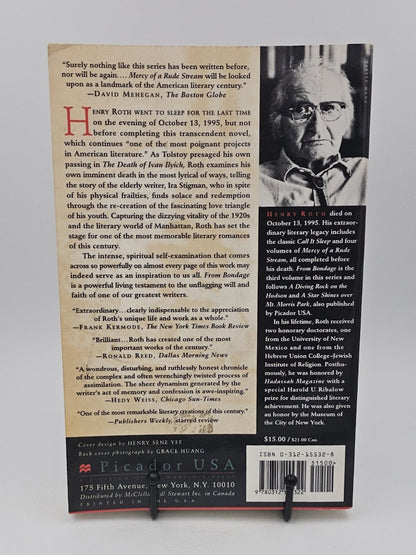 "Surely nothing like this series has been written before,
nor will be again.... Mercy of a Rude Stream will be looked
upon as a landmark of the American literary century."
—DAVID MEHEGAN, The Boston Globe
HENRY ROTH WENT TO SLEEP FOR THE LAST TIME
on the evening of October 13, 1995, but not
before completing this transcendent novel,
which continues "one of the most poignant projects
in American literature." As Tolstoy presaged his own
passing in The Death of Ivan Ilyich, Roth examines his
own imminent death in the most lyrical of ways, telling
the story of the elderly writer, Ira Stigman, who in spite
of his physical frailties, finds solace and redemption
through the re-creation of the fascinating love triangle
of his youth. Capturing the dizzying vitality of the 1920s
and the literary world of Manhattan, Roth has set the
stage for one of the most memorable literary romances
of this century.
The intense, spiritual self-examination that comes
across so powerfully on almost every page of this work may
indeed serve as an inspiration to us all. From Bondage
is a powerful living testament to the unflagging will and
faith of one of our greatest writers.
"Extraordinary...clearly indispensable to the appreciation
of Roth's unique life and work as a whole."
—FRANK KERMODE, The New York Times Book Review
"Brilliant...Roth has created one of the most
important works of the century."
—RONALD REED, Dallas Morning News
"A wondrous, disturbing, and ruthlessly honest chronicle
of the complex and often wrenchingly twisted process of
assimilation. The sheer dynamism generated by the
writer's act of memory and confession is awe-inspiring."
—HEDY WEISS, Chicago Sun-Times
"One of the most remarkable literary creations of this century."
—Publishers Weekly, starred review
HENRY ROTH died on
October 13, 1995. His extraor-
dinary literary legacy includes
the classic Call It Sleep and four
volumes of Mercy of a Rude
Stream, all completed before
his death. From Bondage is the
third volume in this series and
follows A Diving Rock on the
Hudson and A Star Shines over
Mt. Morris Park, also published
by Picador USA.
In his lifetime, Roth received
two honorary doctorates, one
from the University of New
Mexico and one from the
Hebrew Union College–Jewish
Institute of Religion. Posthu-
mously, he was honored by
Hadassah Magazine with a
special Harold U. Ribalow
prize for distinguished literary
achievement. He was also given
an honor by the Museum of
the City of New York.
$15.00 / $21.00 Can.
Cover design by HENRY SENE YEE
Back cover photograph by GRACE HUANG
Picador USA
175 Fifth Avenue, New York, N.Y. 10010
Distributed by McClelland & Stewart Inc. in Canada
PRINTED IN THE U.S.A.
ISBN 0-312-15532-8
51500